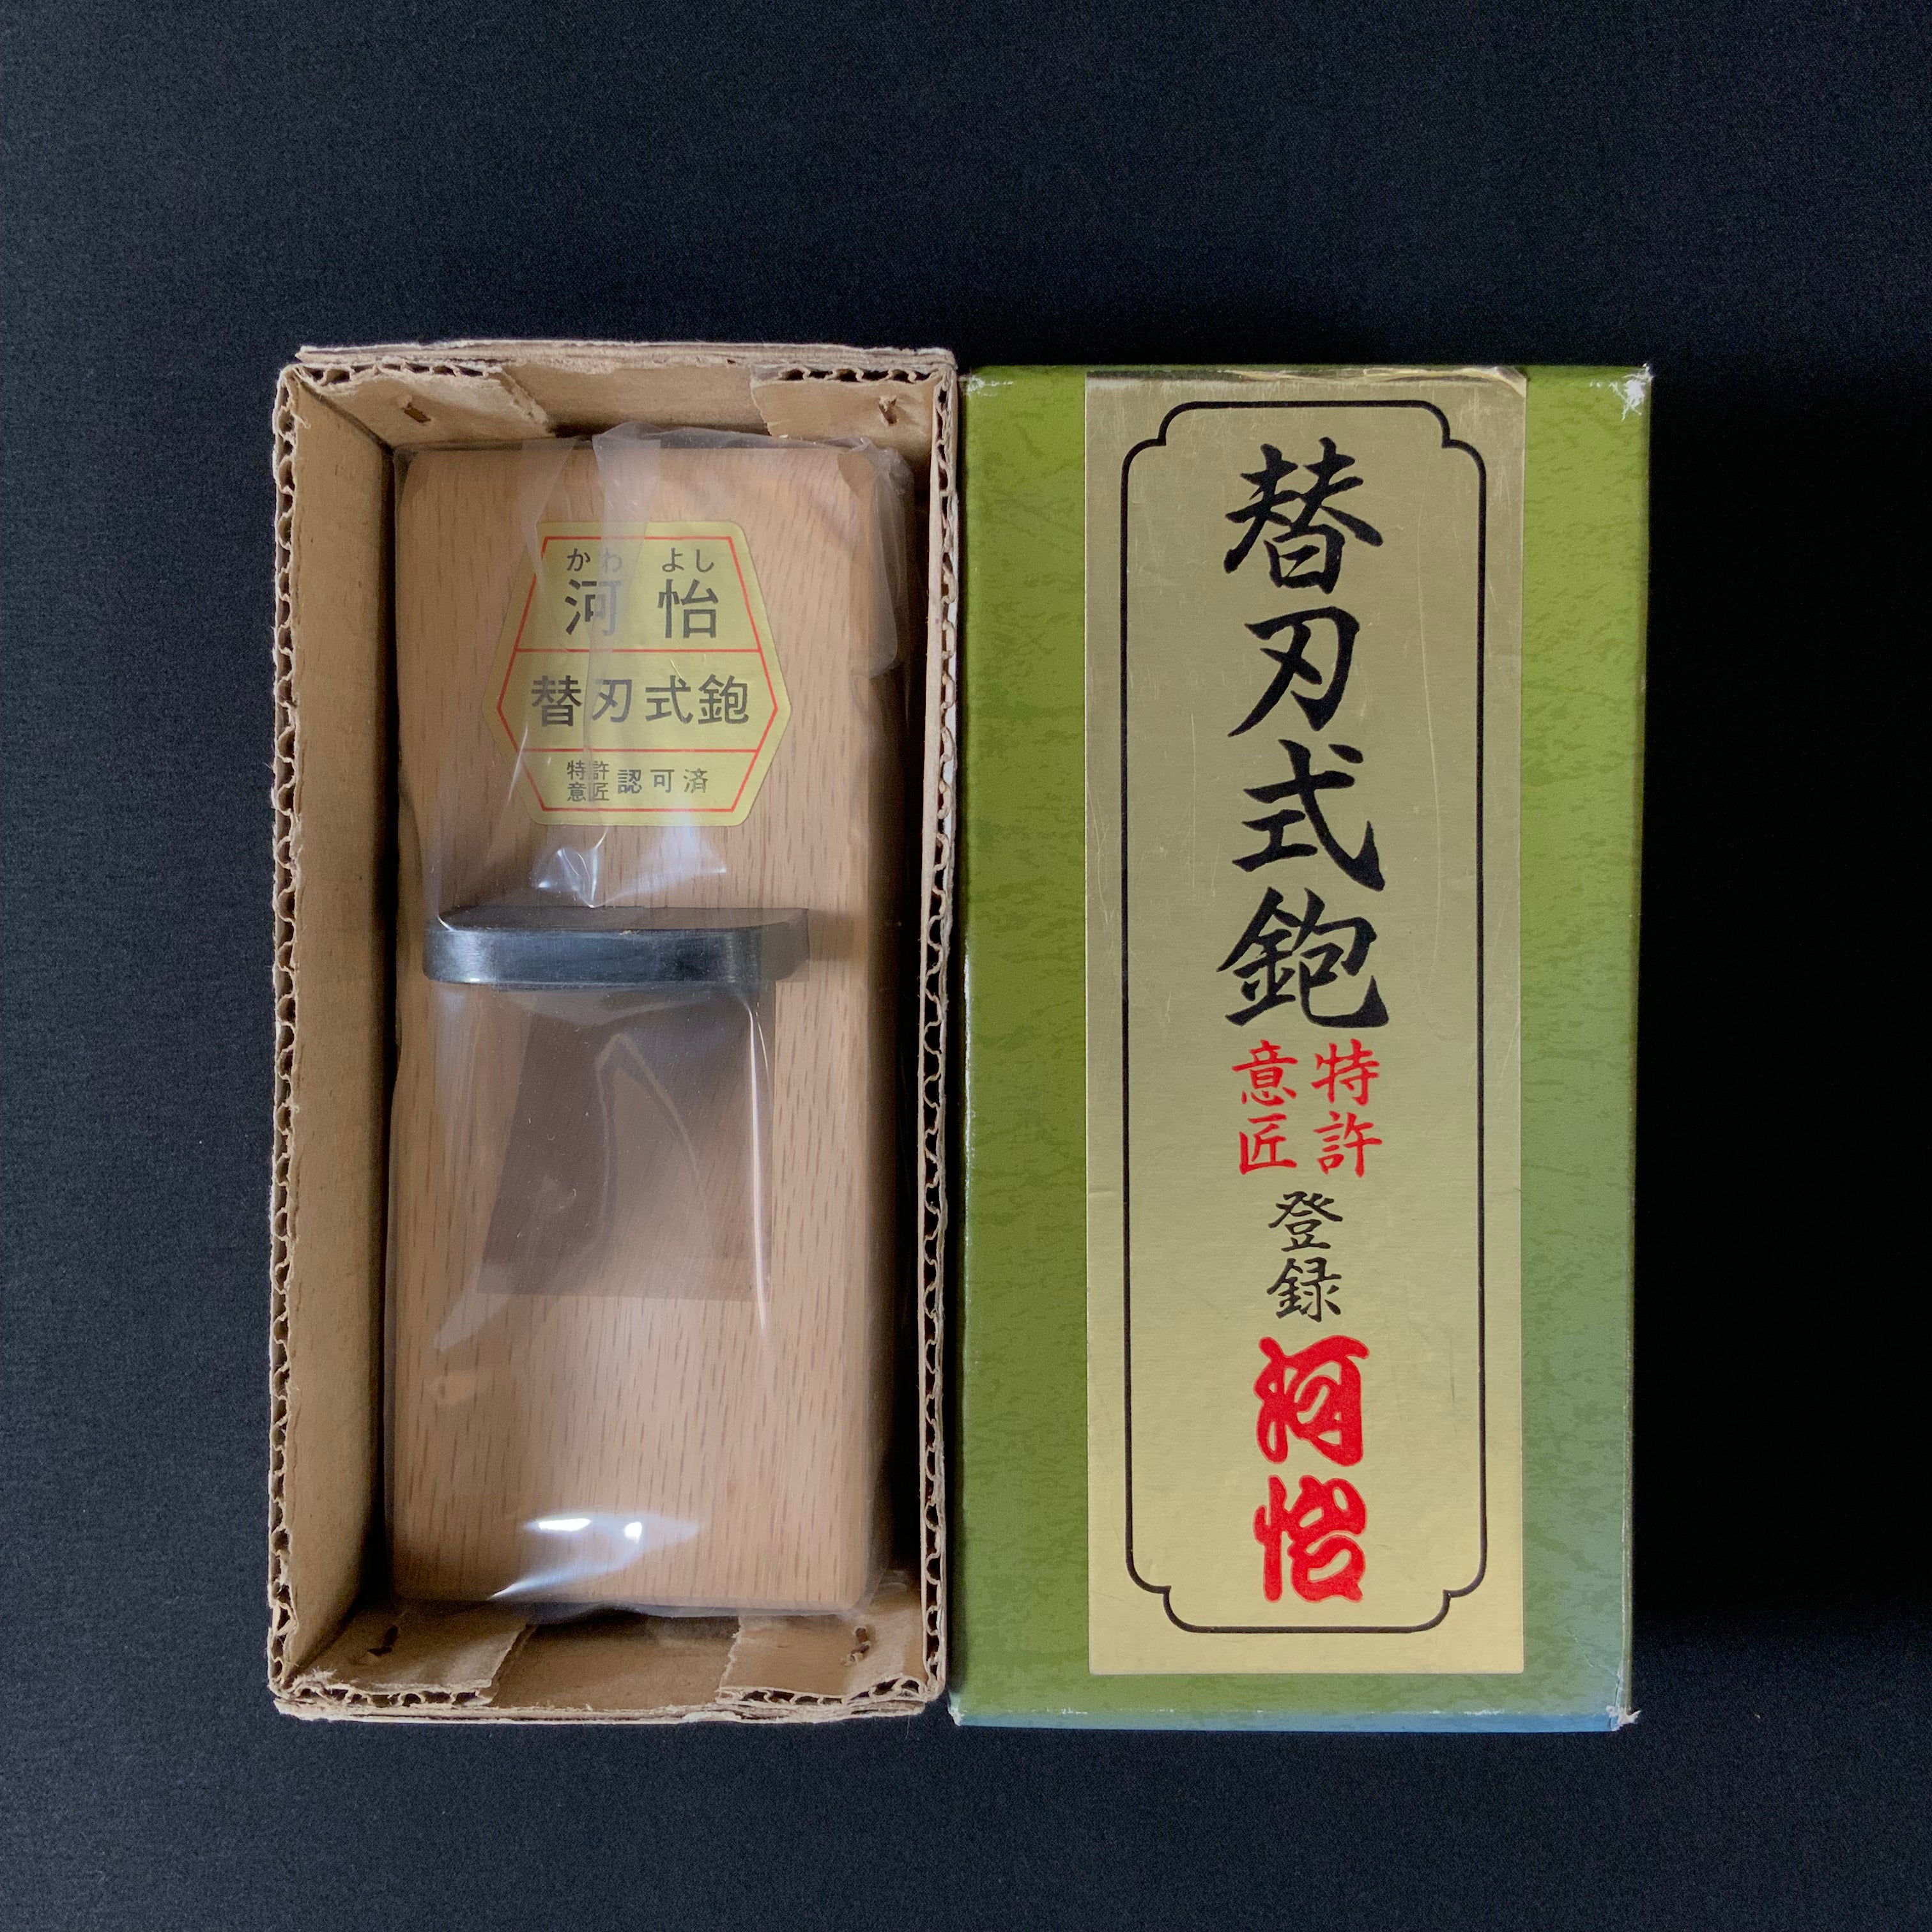 かわ よし
河 怡
替刃式鉋
特許
意匠
認可済
替刃式鉋
特許
意匠
登録
河怡